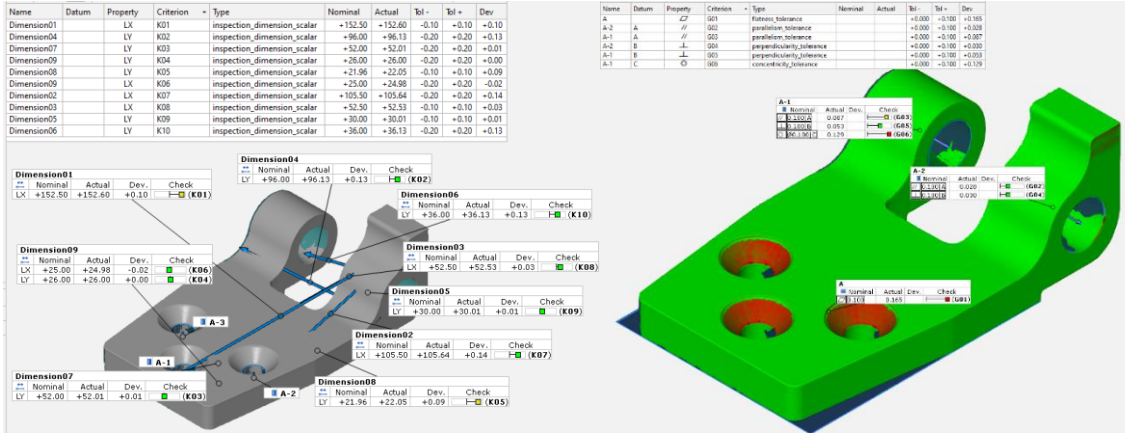 Name Datum Property Criterion Type Nominal Actual Tol - Tol + Dev
Dimension01 LX K01 inspection_dimension_scalar +152.50 +152.60 -0.10 +0.10 +0.10
Dimension04 LY K02 inspection_dimension_scalar +96.00 +96.13 -0.20 +0.20 +0.13
Dimension07 LY K03 inspection_dimension_scalar +52.00 +52.01 -0.20 +0.20 +0.01
Dimension09 LY K04 inspection_dimension_scalar +26.00 +26.00 -0.20 +0.20 +0.00
Dimension08 LY K05 inspection_dimension_scalar +21.96 +22.05 -0.10 +0.10 +0.09
Dimension09 LX K06 inspection_dimension_scalar +25.00 +24.98 -0.20 +0.20 -0.02
Dimension02 LX K07 inspection_dimension_scalar +105.50 +105.64 -0.20 +0.20 +0.14
Dimension03 LX K08 inspection_dimension_scalar +52.50 +52.53 -0.10 +0.10 +0.03
Dimension05 LY K09 inspection_dimension_scalar +30.00 +30.01 -0.20 +0.20 +0.01
Dimension06 LY K10 inspection_dimension_scalar +36.00 +36.13 -0.20 +0.20 +0.13
Dimension04
Nominal Actual Dev. Check
LY +96.00 +96.13 +0.13 (K02)
Dimension01
Nominal Actual Dev. Check
LX +152.50 +152.60 +0.10 (K01)
Dimension06
Nominal Actual Dev. Check
LY +36.00 +36.13 +0.13 (K10)
Dimension09
Nominal Actual Dev. Check
LX +25.00 +24.98 -0.02 (K06)
LY +26.00 +26.00 +0.00 (K04)
Dimension03
Nominal Actual Dev. Check
LX +52.50 +52.53 +0.03 (K08)
Dimension05
Nominal Actual Dev. Check
LY +30.00 +30.01 +0.01 (K09)
A-3
Dimension02
Nominal Actual Dev. Check
LX +105.50 +105.64 +0.14 (K07)
A-1
Dimension07
Nominal Actual Dev. Check
LY +52.00 +52.01 +0.01 (K03)
A-2
Dimension08
Nominal Actual Dev. Check
LY +21.96 +22.05 +0.09 (K05)
Name Datum Property Criterion Type Nominal Actual Tol - Tol + Dev
A G01 flatness_tolerance +0.000 +0.100 +0.165
A-2 A // G02 parallelism_tolerance +0.000 +0.100 +0.028
A-1 A // G03 parallelism_tolerance +0.000 +0.100 +0.087
A-2 B ⊥ G04 perpendicularity_tolerance +0.000 +0.100 +0.030
A-1 B ⊥ G05 perpendicularity_tolerance +0.000 +0.100 +0.053
A-1 C ◎ G06 concentricity_tolerance +0.000 +0.100 +0.129
A-1
Nominal Actual Dev. Check
0.100 A 0.087 (G03)
0.100 B 0.053 (G05)
0.129 (G06)
A-2
Nominal Actual Dev. Check
0.100 A 0.028 (G02)
0.100 B 0.030 (G04)
A
Nominal Actual Dev. Check
0.100 0.165 (G01)